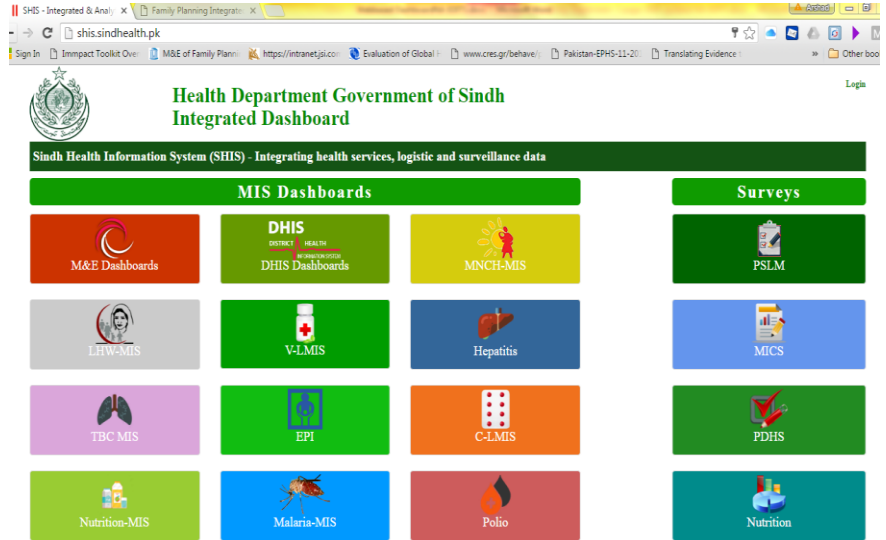 SHIS - Integrated & Analy
Family Planning Integrate
Arshad
shis.sindhealth.pk
Sign In
Immpact Toolkit Over
M&E of Family Planni
https://intranet.jsi.con
Evaluation of Global H
www.cres.gr/behave/
Pakistan-EPHS-11-20
Translating Evidence
»
Other boo
Health Department Government of Sindh
Integrated Dashboard
Login
Sindh Health Information System (SHIS) - Integrating health services, logistic and surveillance data
MIS Dashboards
Surveys
M&E Dashboards
DHIS
DISTRICT HEALTH
INFORMATION SYSTEM
DHIS Dashboards
MNCH-MIS
PSLM
LHW-MIS
V-LMIS
Hepatitis
MICS
TBC MIS
EPI
C-LMIS
PDHS
Nutrition-MIS
Malaria-MIS
Polio
Nutrition